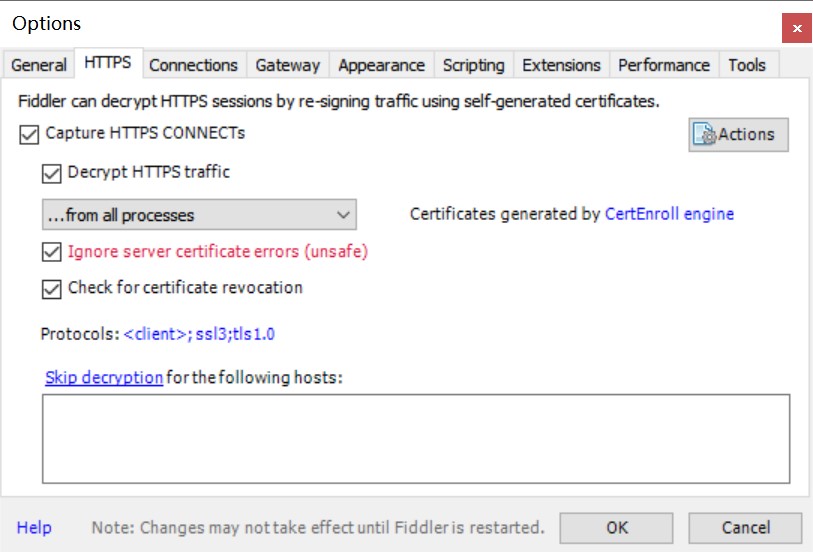 Options
General HTTPS Connections Gateway Appearance Scripting Extensions Performance Tools
Fiddler can decrypt HTTPS sessions by re-signing traffic using self-generated certificates.
Capture HTTPS CONNECTs
Actions
Decrypt HTTPS traffic
...from all processes
Certificates generated by CertEnroll engine
Ignore server certificate errors (unsafe)
Check for certificate revocation
Protocols: <client>; ssl3;tls1.0
Skip decryption for the following hosts:
Help
Note: Changes may not take effect until Fiddler is restarted.
OK
Cancel